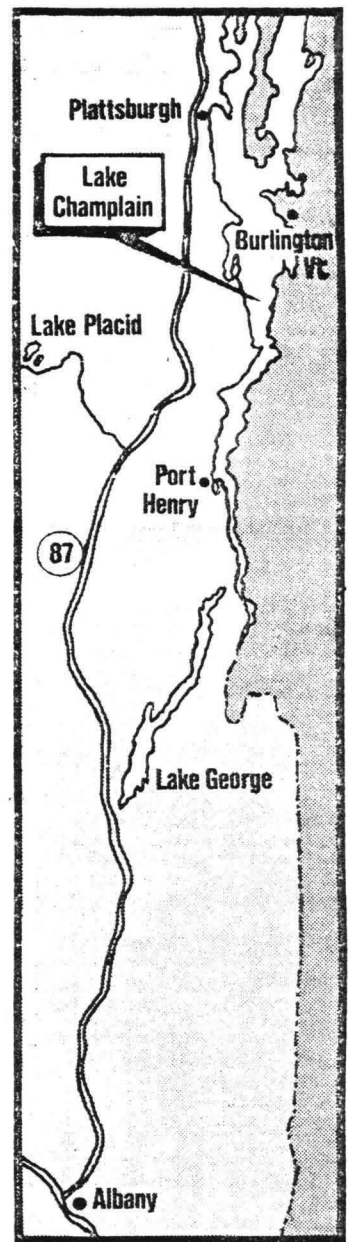 Plattsburgh
Lake
Champlain
Burlington
Vt.
Lake Placid
Port
Henry
87
Lake George
Albany